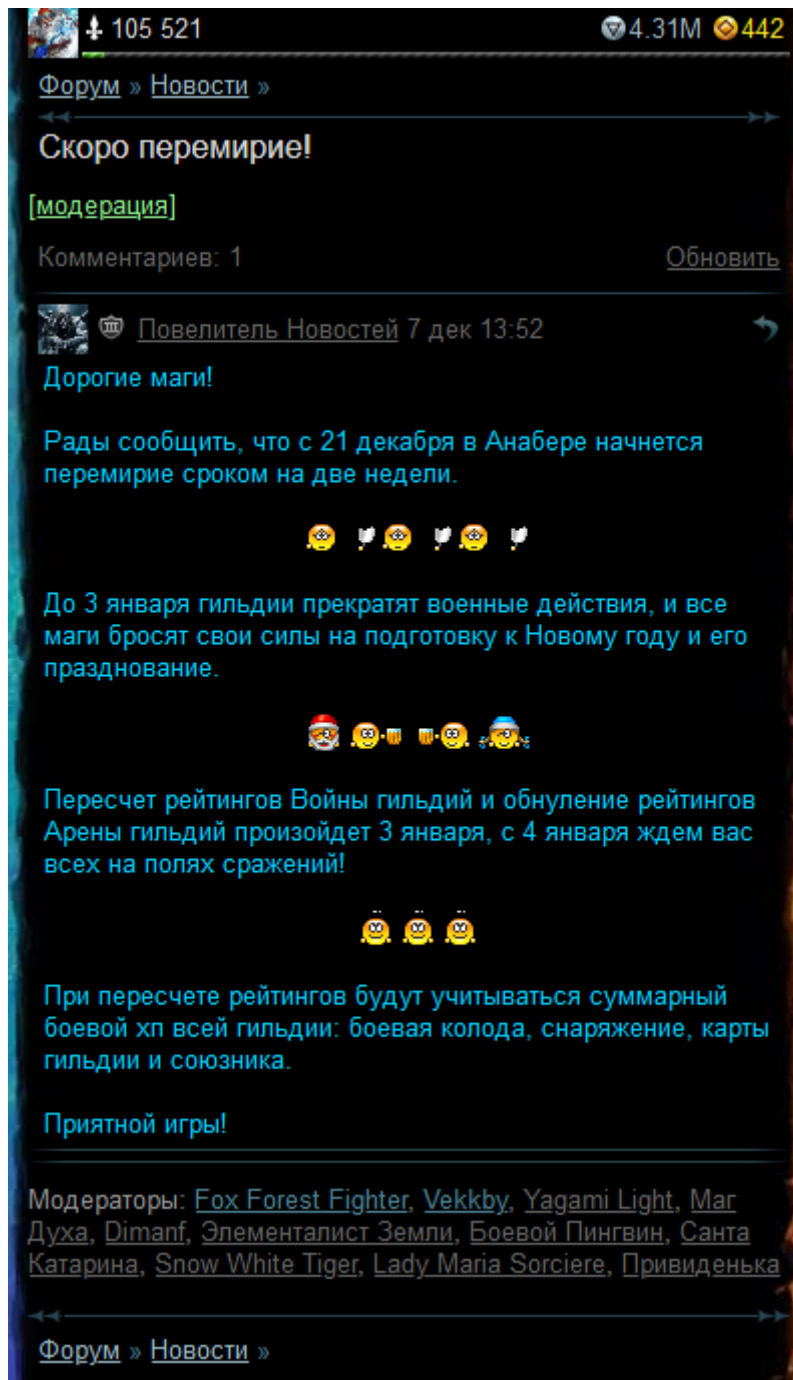 105 521 4.31M 442
Форум » Новости »
Скоро перемирие!
[модерация]
Комментариев: 1 Обновить
III Повелитель Новостей 7 дек 13:52
Дорогие маги!
Рады сообщить, что с 21 декабря в Анабере начнется
перемирие сроком на две недели.
До 3 января гильдии прекратят военные действия, и все
маги бросят свои силы на подготовку к Новому году и его
празднование.
Пересчет рейтингов Войны гильдий и обнуление рейтингов
Арены гильдий произойдет 3 января, с 4 января ждем вас
всех на полях сражений!
При пересчете рейтингов будут учитываться суммарный
боевой хп всей гильдии: боевая колода, снаряжение, карты
гильдии и союзника.
Приятной игры!
Модераторы: Fox Forest Fighter, Vekkby, Yagami Light, Маг
Духа, Dimanf, Элементалист Земли, Боевой Пингвин, Санта
Катарина, Snow White Tiger, Lady Maria Sorciere, Привиденька
Форум » Новости »